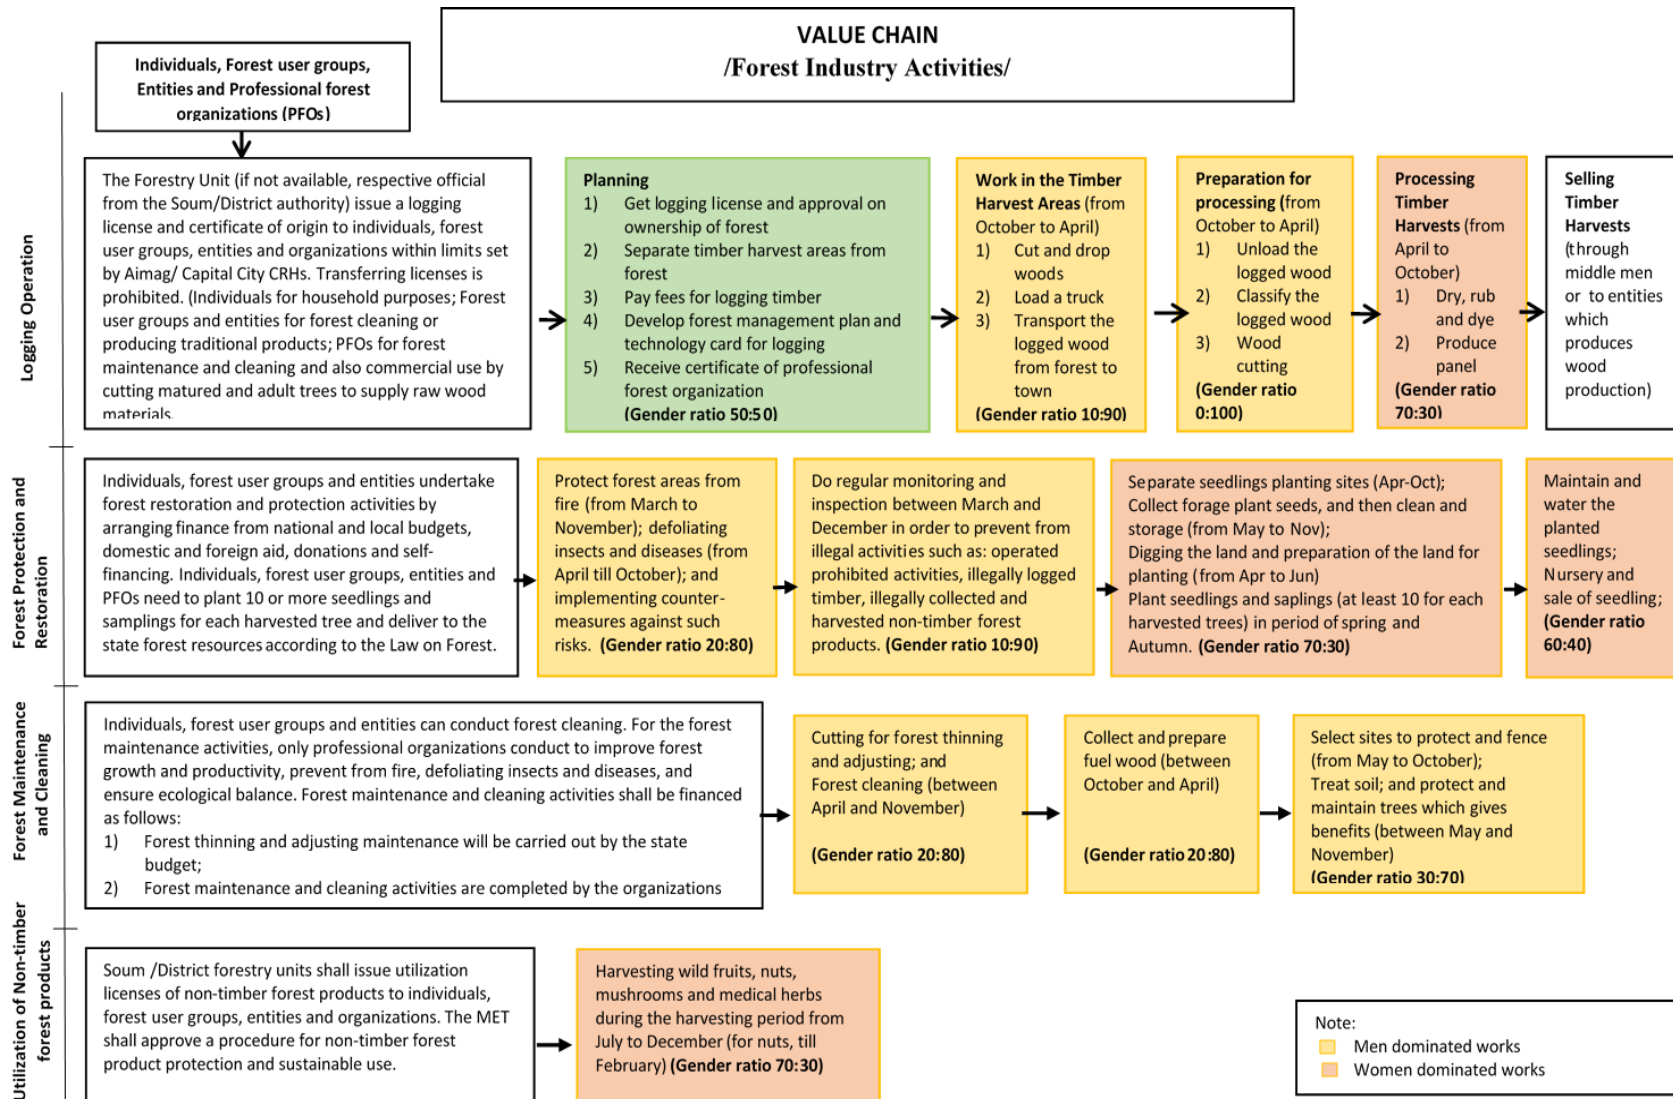 VALUE CHAIN
/Forest Industry Activities/
Individuals, Forest user groups,
Entities and Professional forest
organizations (PFOs)
Logging Operation
The Forestry Unit (if not available, respective official
from the Soum/District authority) issue a logging
license and certificate of origin to individuals, forest
user groups, entities and organizations within limits set
by Aimag/ Capital City CRHs. Transferring licenses is
prohibited. (Individuals for household purposes; Forest
user groups and entities for forest cleaning or
producing traditional products; PFOs for forest
maintenance and cleaning and also commercial use by
cutting matured and adult trees to supply raw wood
materials.
Planning
1) Get logging license and approval on
ownership of forest
2) Separate timber harvest areas from
forest
3) Pay fees for logging timber
4) Develop forest management plan and
technology card for logging
5) Receive certificate of professional
forest organization
(Gender ratio 50:50)
Work in the Timber
Harvest Areas (from
October to April)
1) Cut and drop
woods
2) Load a truck
3) Transport the
logged wood
from forest to
town
(Gender ratio 10:90)
Preparation for
processing (from
October to April)
1) Unload the
logged wood
2) Classify the
logged wood
3) Wood
cutting
(Gender ratio
0:100)
Processing
Timber
Harvests (from
April to
October)
1) Dry, rub
and dye
2) Produce
panel
(Gender ratio
70:30)
Selling
Timber
Harvests
(through
middle men
or to entities
which
produces
wood
production)
Forest Protection and
Restoration
Individuals, forest user groups and entities undertake
forest restoration and protection activities by
arranging finance from national and local budgets,
domestic and foreign aid, donations and self-
financing. Individuals, forest user groups, entities and
PFOs need to plant 10 or more seedlings and
samplings for each harvested tree and deliver to the
state forest resources according to the Law on Forest.
Protect forest areas from
fire (from March to
November); defoliating
insects and diseases (from
April till October); and
implementing counter-
measures against such
risks. (Gender ratio 20:80)
Do regular monitoring and
inspection between March and
December in order to prevent from
illegal activities such as: operated
prohibited activities, illegally logged
timber, illegally collected and
harvested non-timber forest
products. (Gender ratio 10:90)
Separate seedlings planting sites (Apr-Oct);
Collect forage plant seeds, and then clean and
storage (from May to Nov);
Digging the land and preparation of the land for
planting (from Apr to Jun)
Plant seedlings and saplings (at least 10 for each
harvested trees) in period of spring and
Autumn. (Gender ratio 70:30)
Maintain and
water the
planted
seedlings;
Nursery and
sale of seedling;
(Gender ratio
60:40)
Forest Maintenance
and Cleaning
Individuals, forest user groups and entities can conduct forest cleaning. For the forest
maintenance activities, only professional organizations conduct to improve forest
growth and productivity, prevent from fire, defoliating insects and diseases, and
ensure ecological balance. Forest maintenance and cleaning activities shall be financed
as follows:
1) Forest thinning and adjusting maintenance will be carried out by the state
budget;
2) Forest maintenance and cleaning activities are completed by the organizations
Cutting for forest thinning
and adjusting; and
Forest cleaning (between
April and November)
(Gender ratio 20:80)
Collect and prepare
fuel wood (between
October and April)
(Gender ratio 20:80)
Select sites to protect and fence
(from May to October);
Treat soil; and protect and
maintain trees which gives
benefits (between May and
November)
(Gender ratio 30:70)
Utilization of Non-timber
forest products
Soum /District forestry units shall issue utilization
licenses of non-timber forest products to individuals,
forest user groups, entities and organizations. The MET
shall approve a procedure for non-timber forest
product protection and sustainable use.
Harvesting wild fruits, nuts,
mushrooms and medical herbs
during the harvesting period from
July to December (for nuts, till
February) (Gender ratio 70:30)
Note:
Men dominated works
Women dominated works